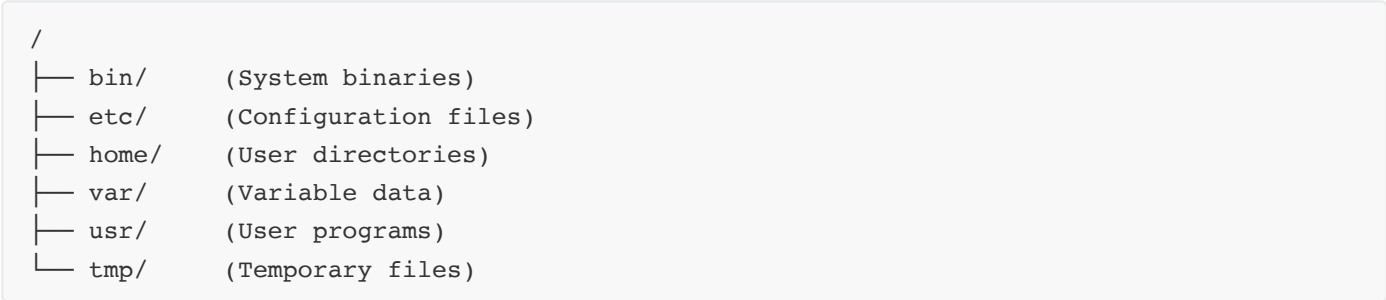 /
├── bin/     (System binaries)
├── etc/     (Configuration files)
├── home/    (User directories)
├── var/     (Variable data)
├── usr/     (User programs)
└── tmp/     (Temporary files)